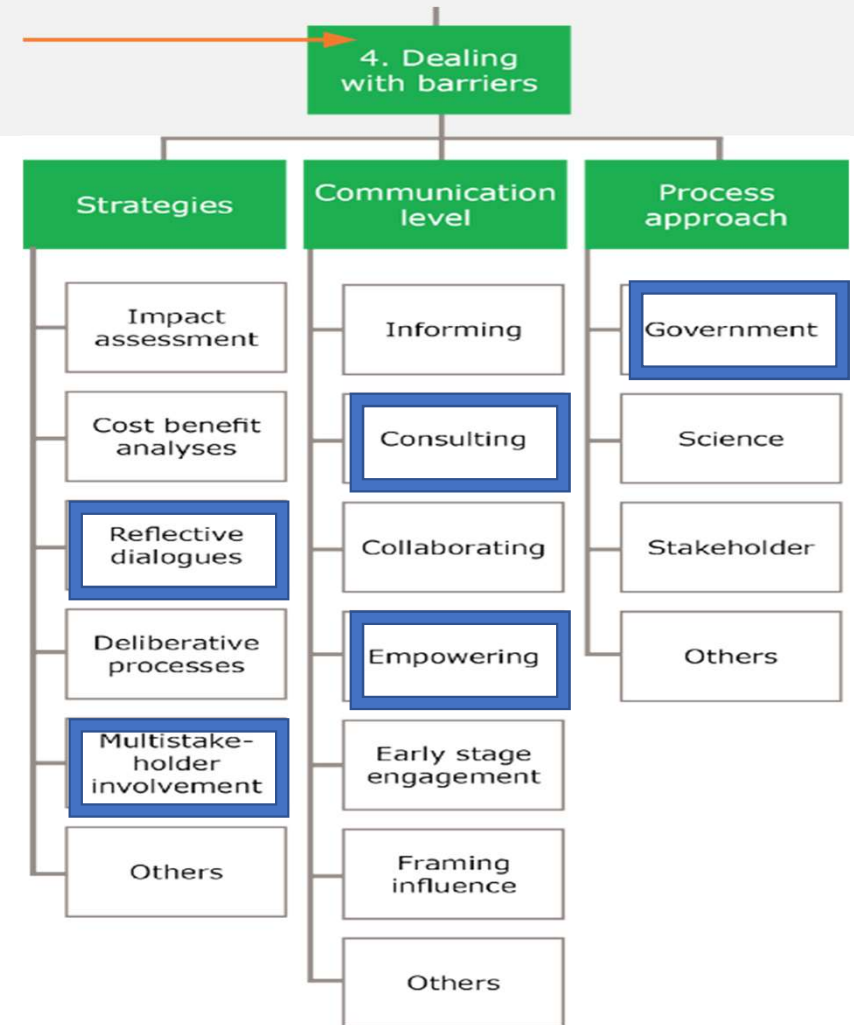 4. Dealing
with barriers
Strategies
Communication
level
Process
approach
Impact
assessment
Cost benefit
analyses
Reflective
dialogues
Deliberative
processes
Multistake-
holder
involvement
Others
Informing
Consulting
Collaborating
Empowering
Early stage
engagement
Framing
influence
Others
Government
Science
Stakeholder
Others